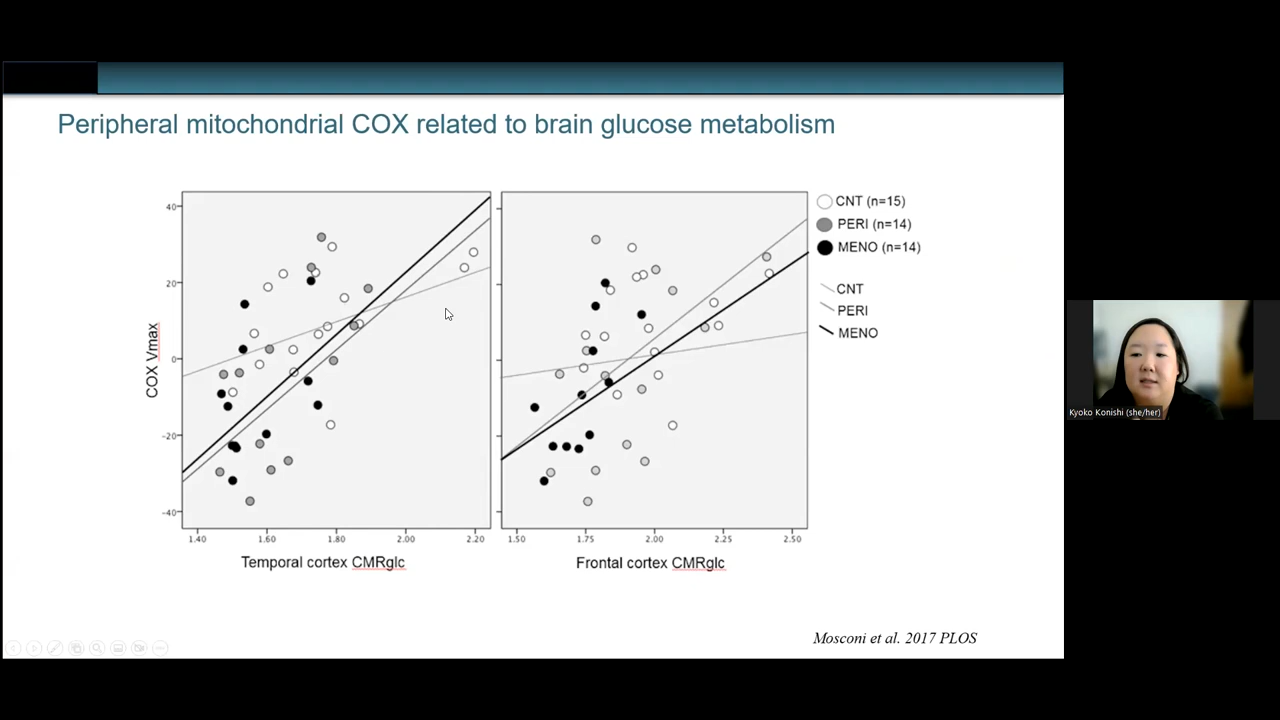 Peripheral mitochondrial COX related to brain glucose metabolism
COX Vmax
40
20
0
-20
-40
1.40 1.60 1.80 2.00 2.20
Temporal cortex CMRglc
1.50 1.75 2.00 2.25 2.50
Frontal cortex CMRglc
CNT (n=15)
PERI (n=14)
MENO (n=14)
CNT
PERI
MENO
Mosconi et al. 2017 PLOS
Kyoko Konishi (she/her)